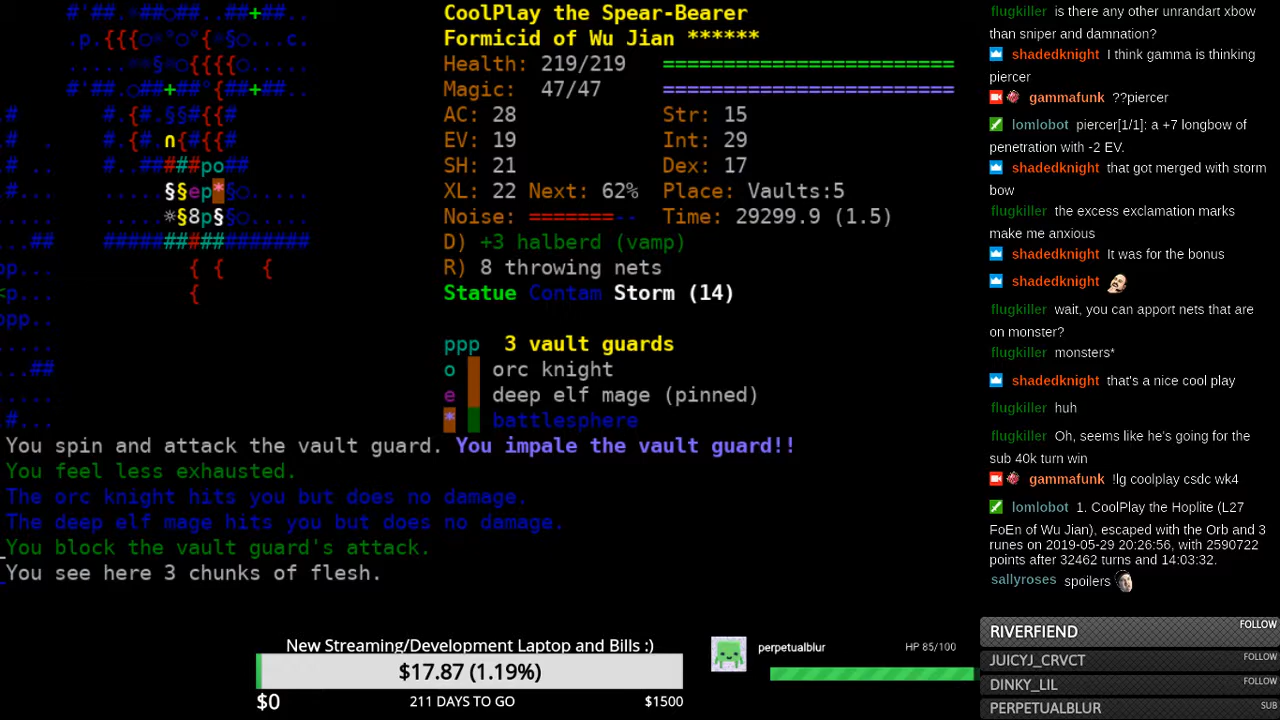 CoolPlay the Spear-Bearer
Formicid of Wu Jian ******
Health: 219/219
Magic: 47/47
AC: 28 Str: 15
EV: 19 Int: 29
SH: 21 Dex: 17
XL: 22 Next: 62% Place: Vaults:5
Noise: Time: 29299.9 (1.5)
D) +3 halberd (vamp)
R) 8 throwing nets
Statue Contam Storm (14)
ppp 3 vault guards
o orc knight
e deep elf mage (pinned)
* battlesphere
You spin and attack the vault guard. You impale the vault guard!!
You feel less exhausted.
The orc knight hits you but does no damage.
The deep elf mage hits you but does no damage.
You block the vault guard's attack.
You see here 3 chunks of flesh.
New Streaming/Development Laptop and Bills :)
$17.87 (1.19%)
$0 211 DAYS TO GO $1500
perpetualblur HP 85/100
flugkiller is there any other unrandart xbow
than sniper and damnation?
shadedknight I think gamma is thinking
piercer
gammafunk ??piercer
lomlobot piercer[1/1]: a +7 longbow of
penetration with -2 EV.
shadedknight that got merged with storm
bow
flugkiller the excess exclamation marks
make me anxious
shadedknight It was for the bonus
shadedknight
flugkiller wait, you can apport nets that are
on monster?
flugkiller monsters*
shadedknight that's a nice cool play
flugkiller huh
flugkiller Oh, seems like he's going for the
sub 40k turn win
gammafunk !lg coolplay csdc wk4
lomlobot 1. CoolPlay the Hoplite (L27
FoEn of Wu Jian), escaped with the Orb and 3
runes on 2019-05-29 20:26:56, with 2590722
points after 32462 turns and 14:03:32.
sallyroses spoilers
RIVERFIEND FOLLOW
JUICYJ_CRVCT FOLLOW
DINKY_LIL FOLLOW
PERPETUALBLUR SUB